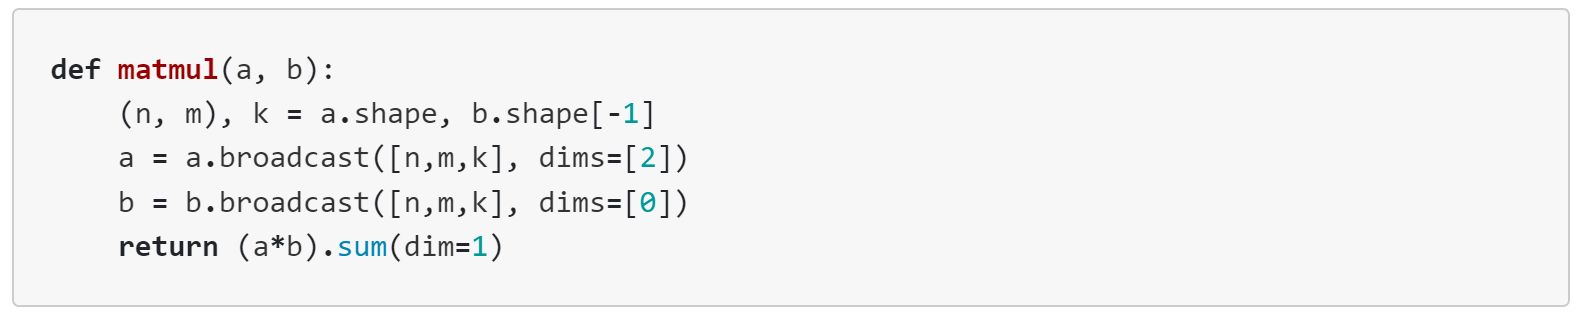 def matmul(a, b):
    (n, m), k = a.shape, b.shape[-1]
    a = a.broadcast([n,m,k], dims=[2])
    b = b.broadcast([n,m,k], dims=[0])
    return (a*b).sum(dim=1)